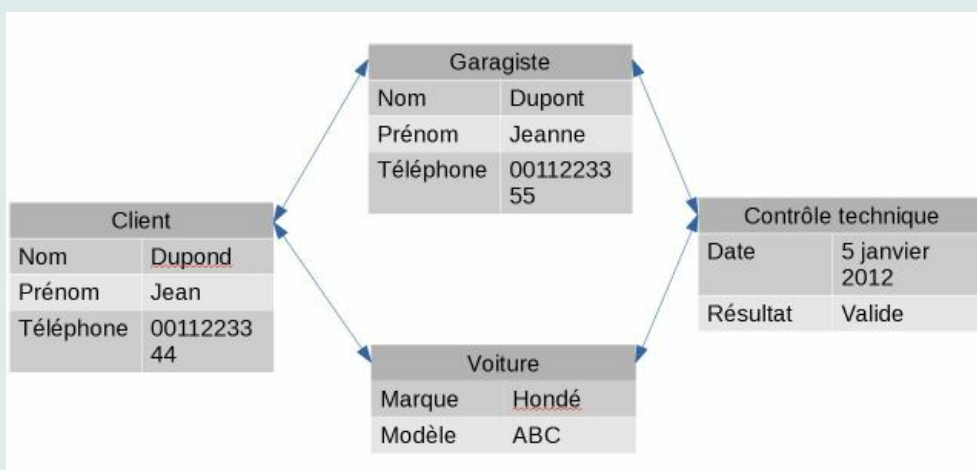 Garagiste
Nom Dupont
Prénom Jeanne
Téléphone 00112233
55
Client
Nom Dupond
Prénom Jean
Téléphone 00112233
44
Contrôle technique
Date 5 janvier
2012
Résultat Valide
Voiture
Marque Hondé
Modèle ABC